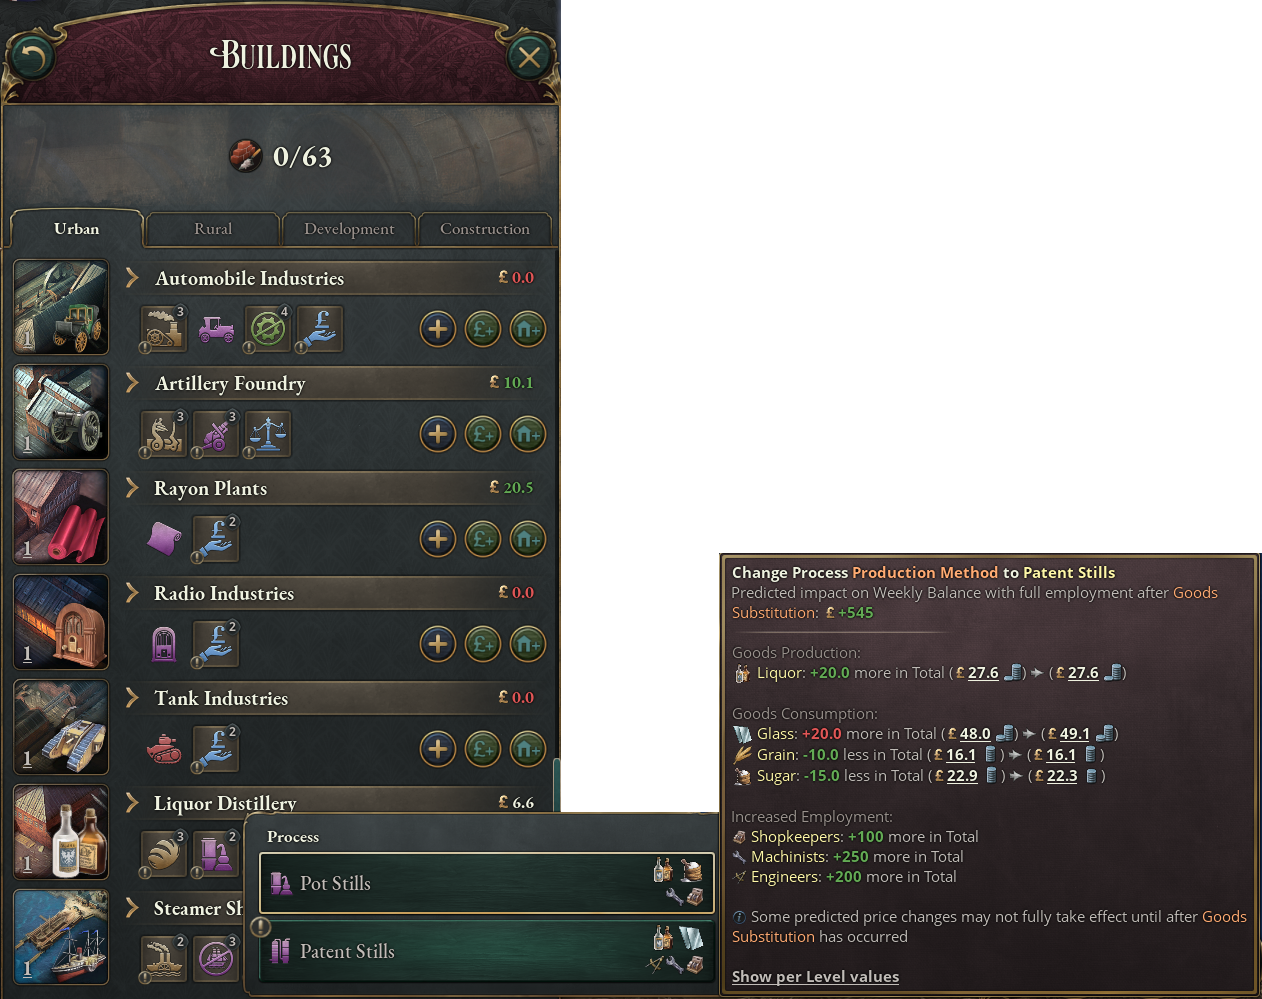 Buildings
0/63
Urban Rural Development Construction
Automobile Industries £ 0.0
1 3 4
Artillery Foundry £ 10.1
1 3 3
Rayon Plants £ 20.5
1 2
Radio Industries £ 0.0
1 2
Tank Industries £ 0.0
1 2
Liquor Distillery £ 6.6
1 3 2
Steamer Sh
1 2 3
Process
Pot Stills
Patent Stills
Change Process Production Method to Patent Stills
Predicted impact on Weekly Balance with full employment after Goods
Substitution: £ +545
Goods Production:
Liquor: +20.0 more in Total (£ 27.6 ) ( £ 27.6 )
Goods Consumption:
Glass: +20.0 more in Total (£ 48.0 ) ( £ 49.1 )
Grain: -10.0 less in Total ( £ 16.1 ) ( £ 16.1 )
Sugar: -15.0 less in Total ( £ 22.9 ) ( £ 22.3 )
Increased Employment:
Shopkeepers: +100 more in Total
Machinists: +250 more in Total
Engineers: +200 more in Total
Some predicted price changes may not fully take effect until after Goods
Substitution has occurred
Show per Level values